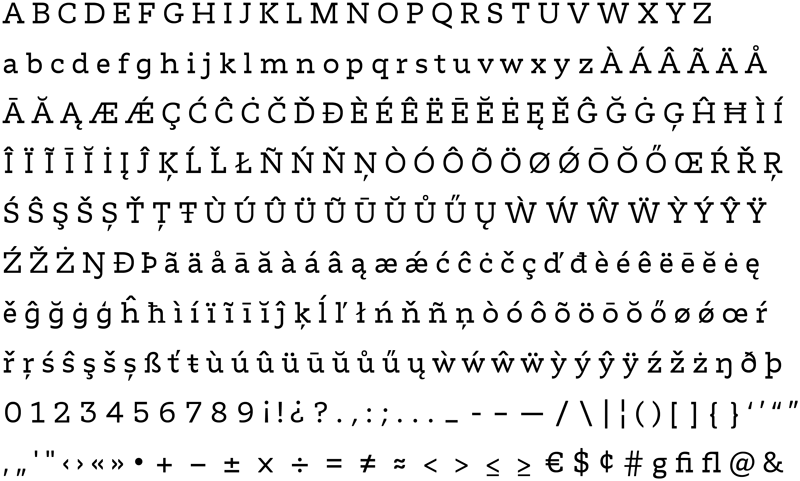 A B C D E F G H I J K L M N O P Q R S T U V W X Y Z
a b c d e f g h i j k l m n o p q r s t u v w x y z À Á Â Ã Ä Å
Ā Ă Ą Æ Ǽ Ç Ć Ĉ Ċ Č Ď Đ È É Ê Ë Ē Ĕ Ė Ę Ě Ĝ Ğ Ġ Ģ Ĥ Ħ Ì Í
Î Ï Ĩ Ī Ĭ İ Į Ĵ Ķ Ĺ Ľ Ł Ñ Ń Ň Ņ Ò Ó Ô Õ Ö Ø Ǿ Ō Ŏ Ő Œ Ŕ Ř Ŗ
Ś Ŝ Ş Š Ș Ť Ț Ŧ Ù Ú Û Ü Ũ Ū Ŭ Ů Ű Ų Ẁ Ẃ Ŵ Ẅ Ỳ Ý Ŷ Ÿ
Ź Ž Ż Ŋ Ð Þ ã ä å ā ă à á â ą æ ǽ ć ĉ ċ č ç ď đ è é ê ë ē ĕ ė ę
ě ĝ ğ ġ ģ ĥ ħ ì í ï ĩ ī ĭ ĵ ķ ĺ ľ ł ń ň ñ ņ ò ó ô õ ö ō ŏ ő ø ǿ œ ŕ
ř ŗ ś ŝ ş š ș ß ť ŧ ù ú û ü ū ŭ ů ű ų ẁ ẃ ŵ ẅ ỳ ý ŷ ÿ ź ž ż ŋ ð þ
0 1 2 3 4 5 6 7 8 9 ¡ ! ¿ ? . , : ; . . . _ - – — / \ | ¦ ( ) [ ] { } ‘ ’ “ ”
‚ „ ' " ‹ › « » • + − ± × ÷ = ≠ ≈ < > ≤ ≥ € $ ¢ # g ﬁ ﬂ @ &